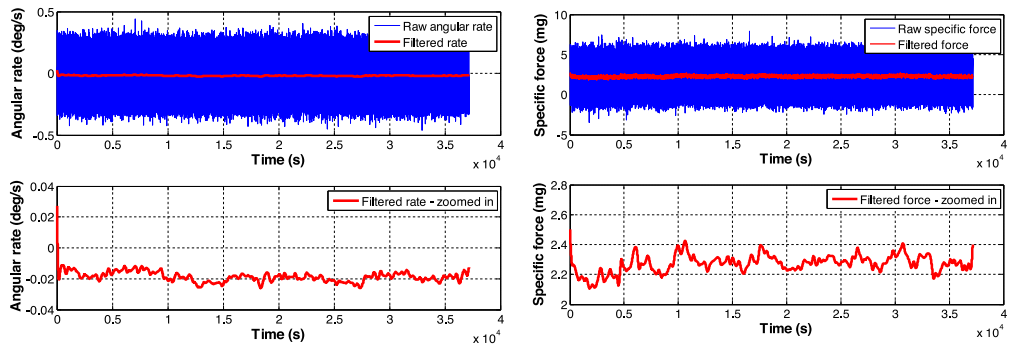 Angular rate (deg/s)
0.5
0
-0.5
Raw angular rate
Filtered rate
0 0.5 1 1.5 2 2.5 3 3.5 4
Time (s)
x 10⁴
Specific force (mg)
10
5
0
-5
Raw specific force
Filtered force
0 0.5 1 1.5 2 2.5 3 3.5 4
Time (s)
x 10⁴
Angular rate (deg/s)
0.04
0.02
0
-0.02
-0.04
Filtered rate - zoomed in
0 0.5 1 1.5 2 2.5 3 3.5 4
Time (s)
x 10⁴
Specific force (mg)
2.8
2.6
2.4
2.2
2
Filtered force - zoomed in
0 0.5 1 1.5 2 2.5 3 3.5 4
Time (s)
x 10⁴